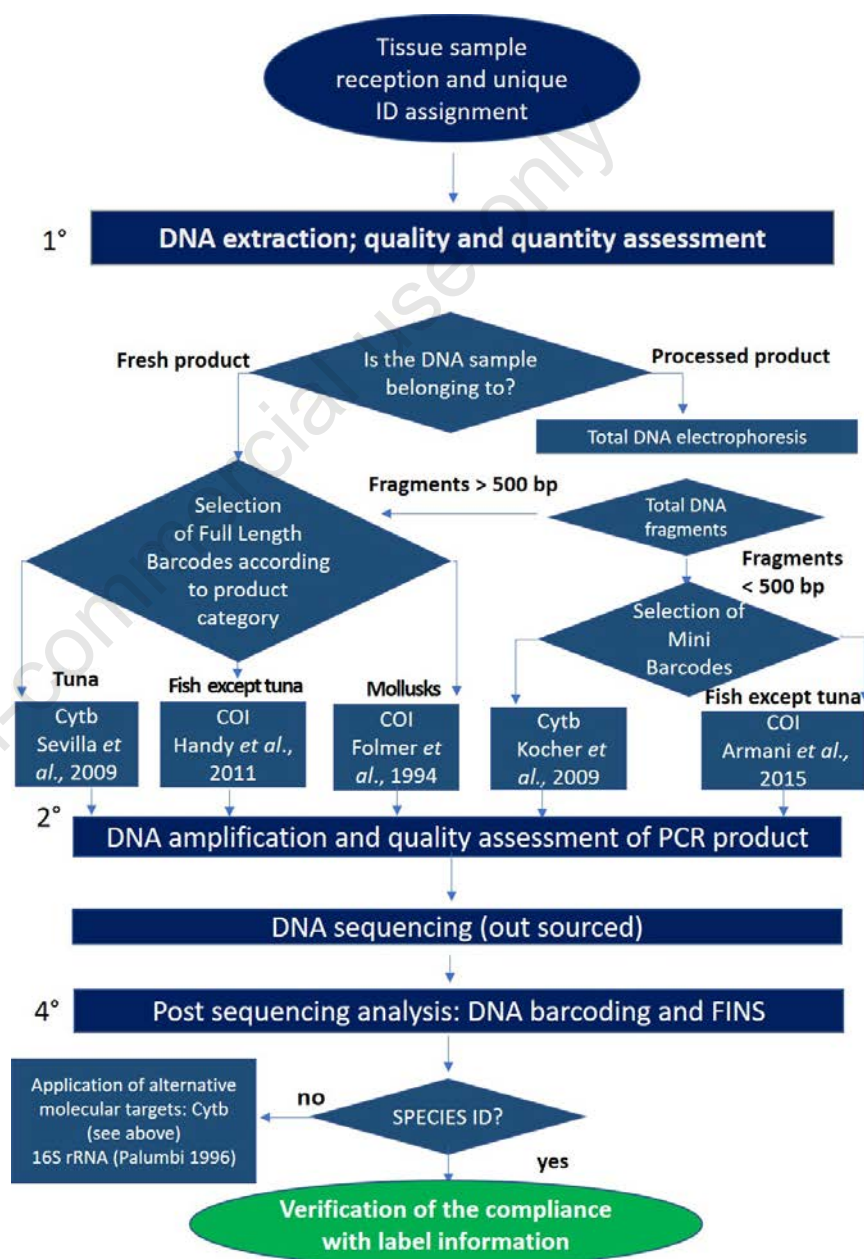 Tissue sample
reception and unique
ID assignment
1°
DNA extraction; quality and quantity assessment
Fresh product
Is the DNA sample
belonging to?
Processed product
Total DNA electrophoresis
Selection
of Full Length
Barcodes according
to product
category
Fragments > 500 bp
Total DNA
fragments
Fragments
< 500 bp
Selection of
Mini
Barcodes
Tuna
Cytb
Sevilla et
al., 2009
Fish except tuna
COI
Handy et al.,
2011
Mollusks
COI
Folmer et
al., 1994
Cytb
Kocher et
al., 2009
Fish except tuna
COI
Armani et al.,
2015
2°
DNA amplification and quality assessment of PCR product
DNA sequencing (out sourced)
4°
Post sequencing analysis: DNA barcoding and FINS
Application of alternative
molecular targets: Cytb
(see above)
16S rRNA (Palumbi 1996)
no
SPECIES ID?
yes
Verification of the compliance
with label information
-commercial use only